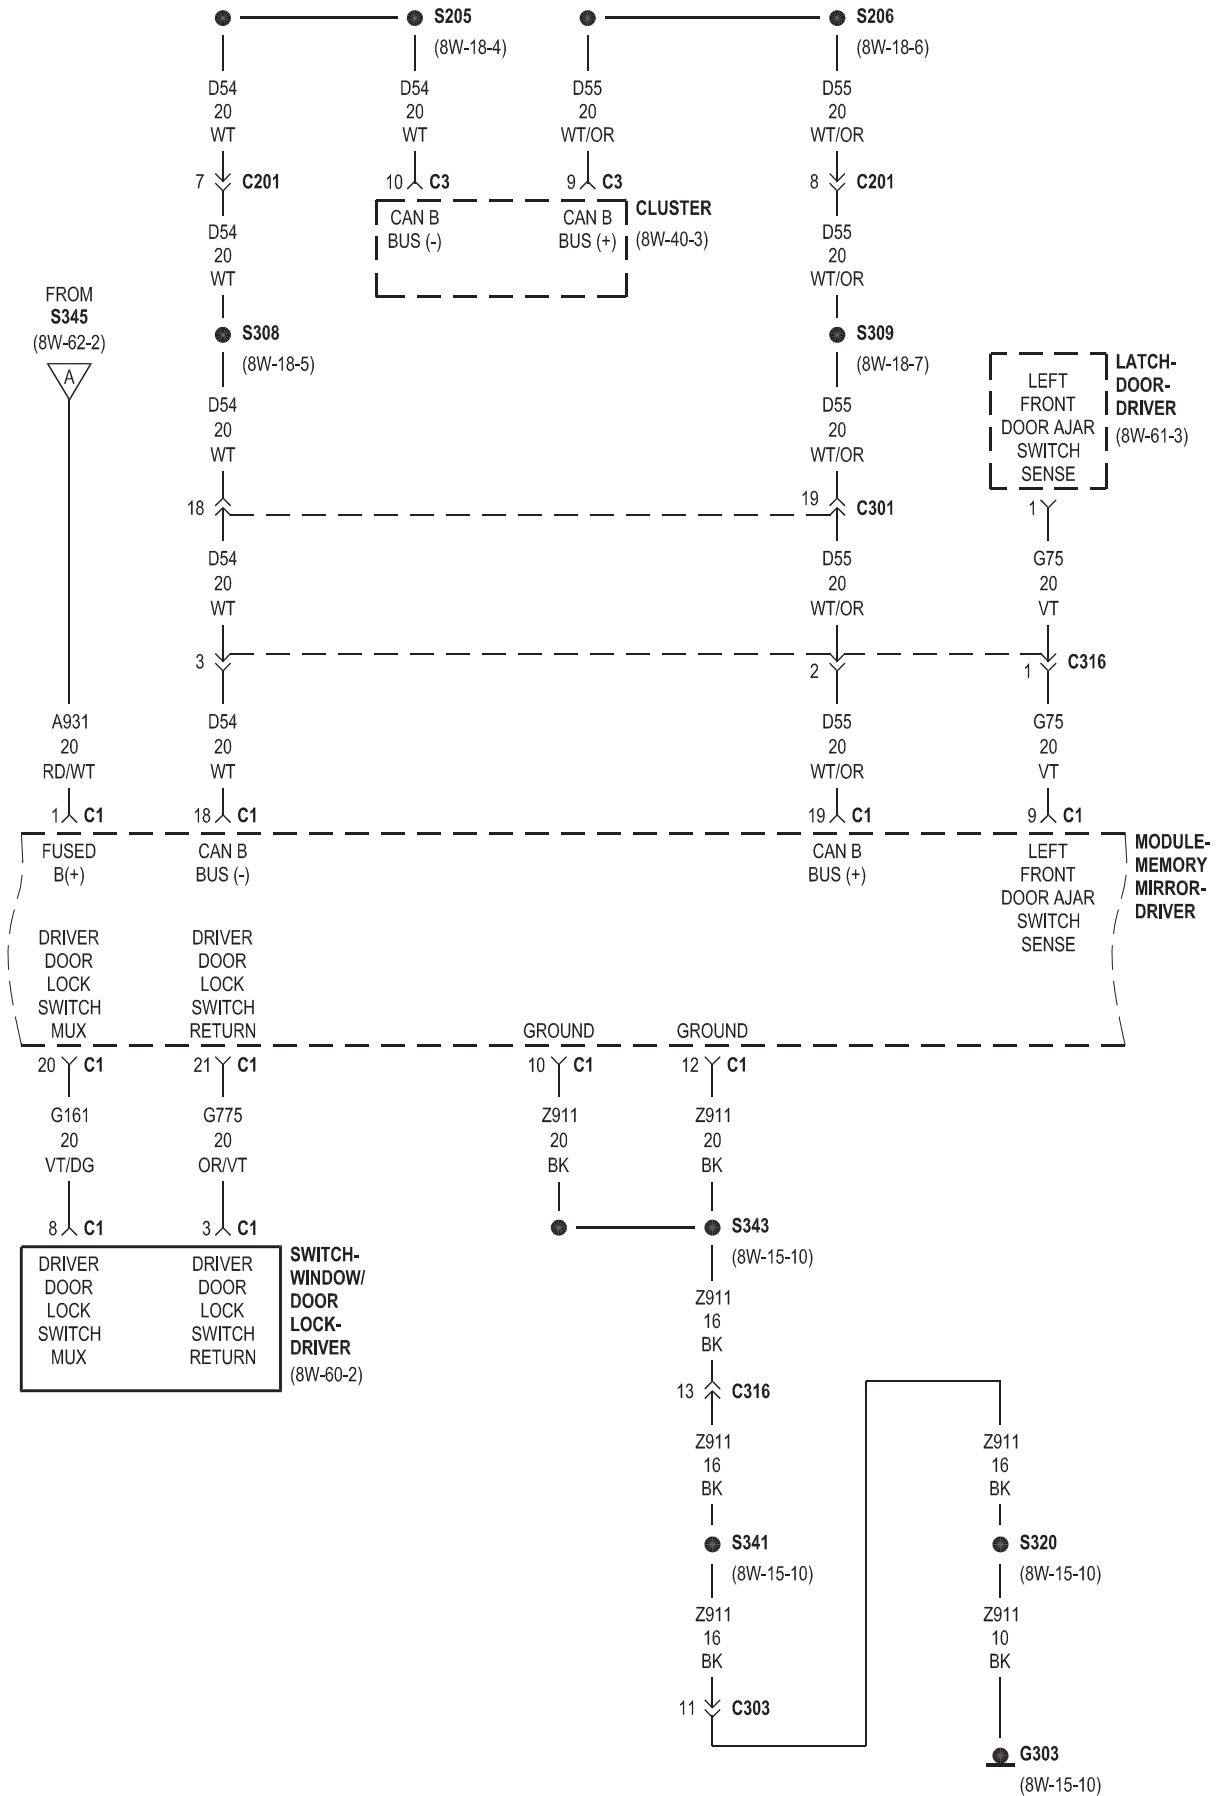 S205
(8W-18-4)
S206
(8W-18-6)
D54
20
WT
D54
20
WT
D55
20
WT/OR
D55
20
WT/OR
7
C201
10
C3
9
C3
8
C201
CAN B
BUS (-)
CAN B
BUS (+)
CLUSTER
(8W-40-3)
D54
20
WT
D55
20
WT/OR
FROM
S345
(8W-62-2)
A
S308
(8W-18-5)
S309
(8W-18-7)
LEFT
FRONT
DOOR AJAR
SWITCH
SENSE
LATCH-
DOOR-
DRIVER
(8W-61-3)
D54
20
WT
D55
20
WT/OR
18
19
C301
1
D54
20
WT
D55
20
WT/OR
G75
20
VT
3
2
1
C316
A931
20
RD/WT
D54
20
WT
D55
20
WT/OR
G75
20
VT
1
C1
18
C1
19
C1
9
C1
FUSED
B(+)
CAN B
BUS (-)
CAN B
BUS (+)
LEFT
FRONT
DOOR AJAR
SWITCH
SENSE
MODULE-
MEMORY
MIRROR-
DRIVER
DRIVER
DOOR
LOCK
SWITCH
MUX
DRIVER
DOOR
LOCK
SWITCH
RETURN
GROUND
GROUND
20
C1
21
C1
10
C1
12
C1
G161
20
VT/DG
G775
20
OR/VT
Z911
20
BK
Z911
20
BK
8
C1
3
C1
S343
(8W-15-10)
DRIVER
DOOR
LOCK
SWITCH
MUX
DRIVER
DOOR
LOCK
SWITCH
RETURN
SWITCH-
WINDOW/
DOOR
LOCK-
DRIVER
(8W-60-2)
Z911
16
BK
13
C316
Z911
16
BK
Z911
16
BK
S341
(8W-15-10)
S320
(8W-15-10)
Z911
16
BK
Z911
10
BK
11
C303
G303
(8W-15-10)